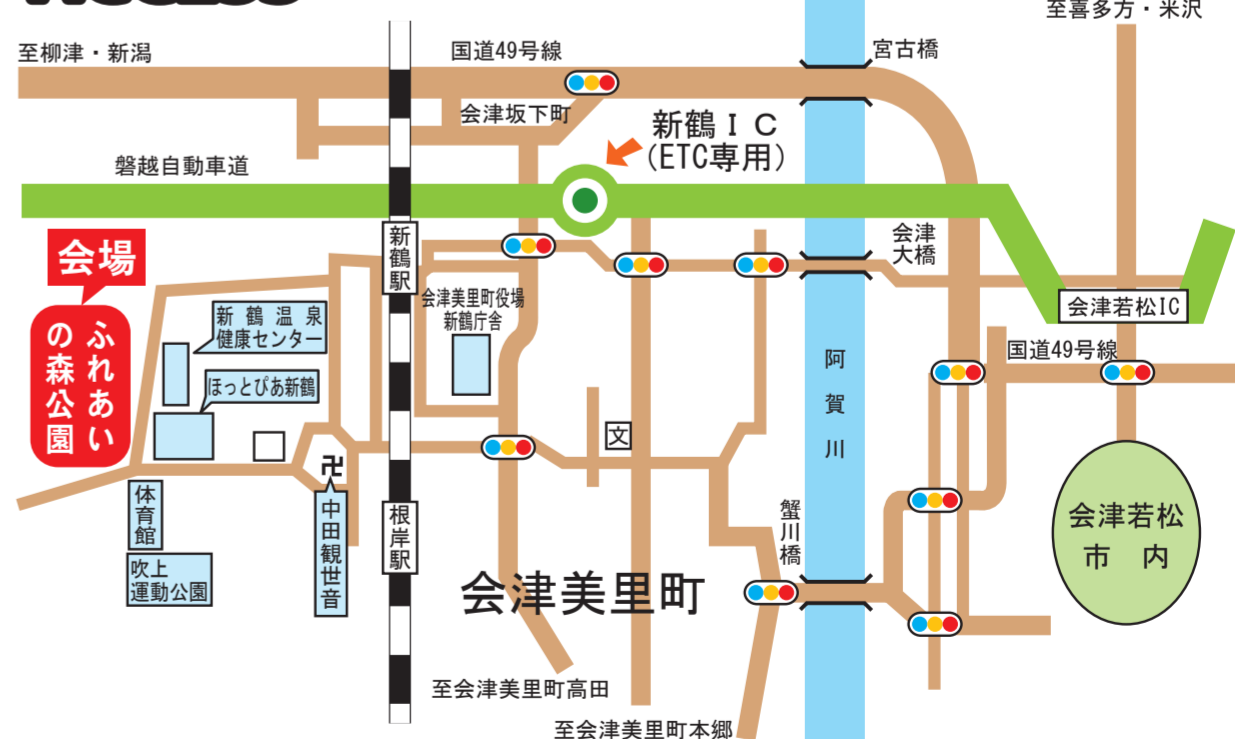 至喜多方・米沢
至柳津・新潟
国道49号線
宮古橋
会津坂下町
新鶴ＩＣ
(ETC専用)
磐越自動車道
会場
ふれあい
の森公園
新鶴駅
会津
大橋
会津美里町役場
新鶴庁舎
会津若松IC
新鶴温泉
健康センター
国道49号線
阿賀川
ほっとぴあ新鶴
文
卍
体育館
中田観世音
根岸駅
蟹川橋
会津若松
市内
吹上
運動公園
会津美里町
至会津美里町高田
至会津美里町本郷